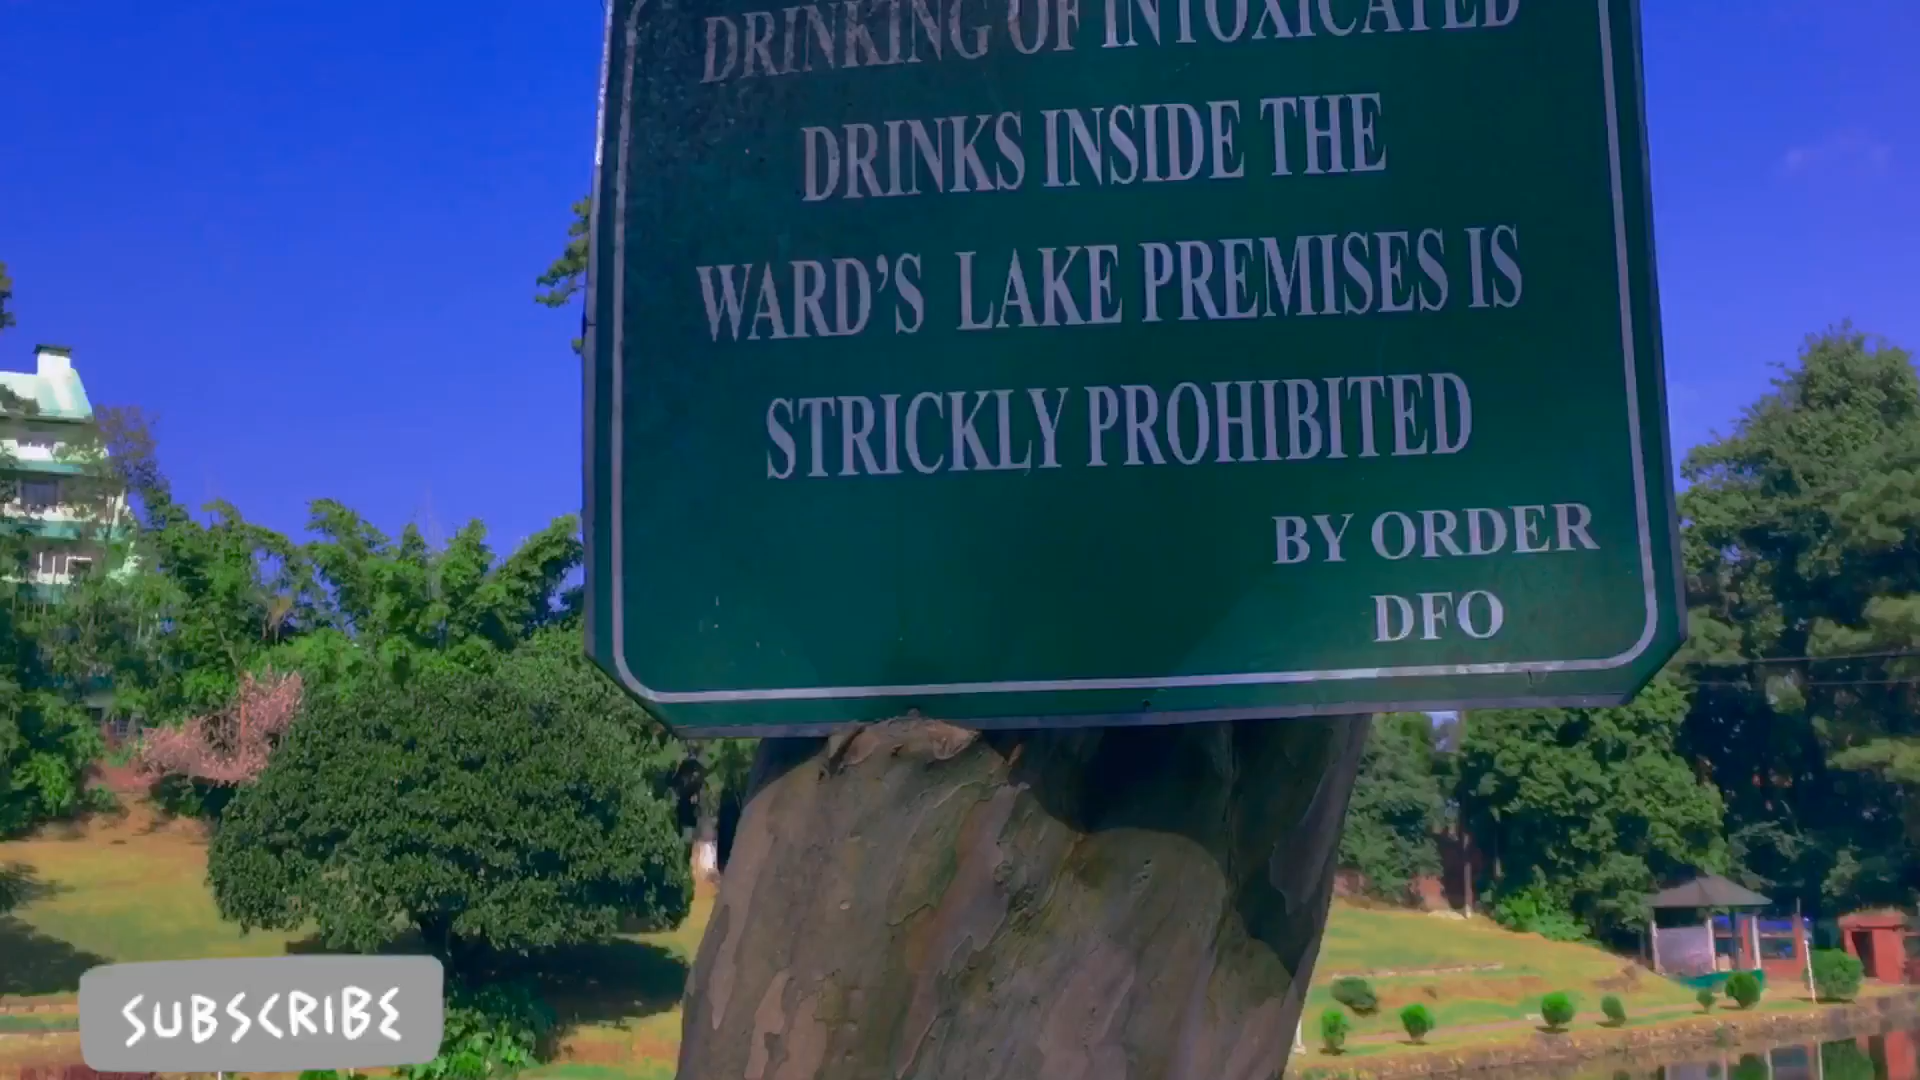 DRINKING OF INTOXICATED
DRINKS INSIDE THE
WARD'S LAKE PREMISES IS
STRICKLY PROHIBITED
BY ORDER
DFO
SUBSCRIBE